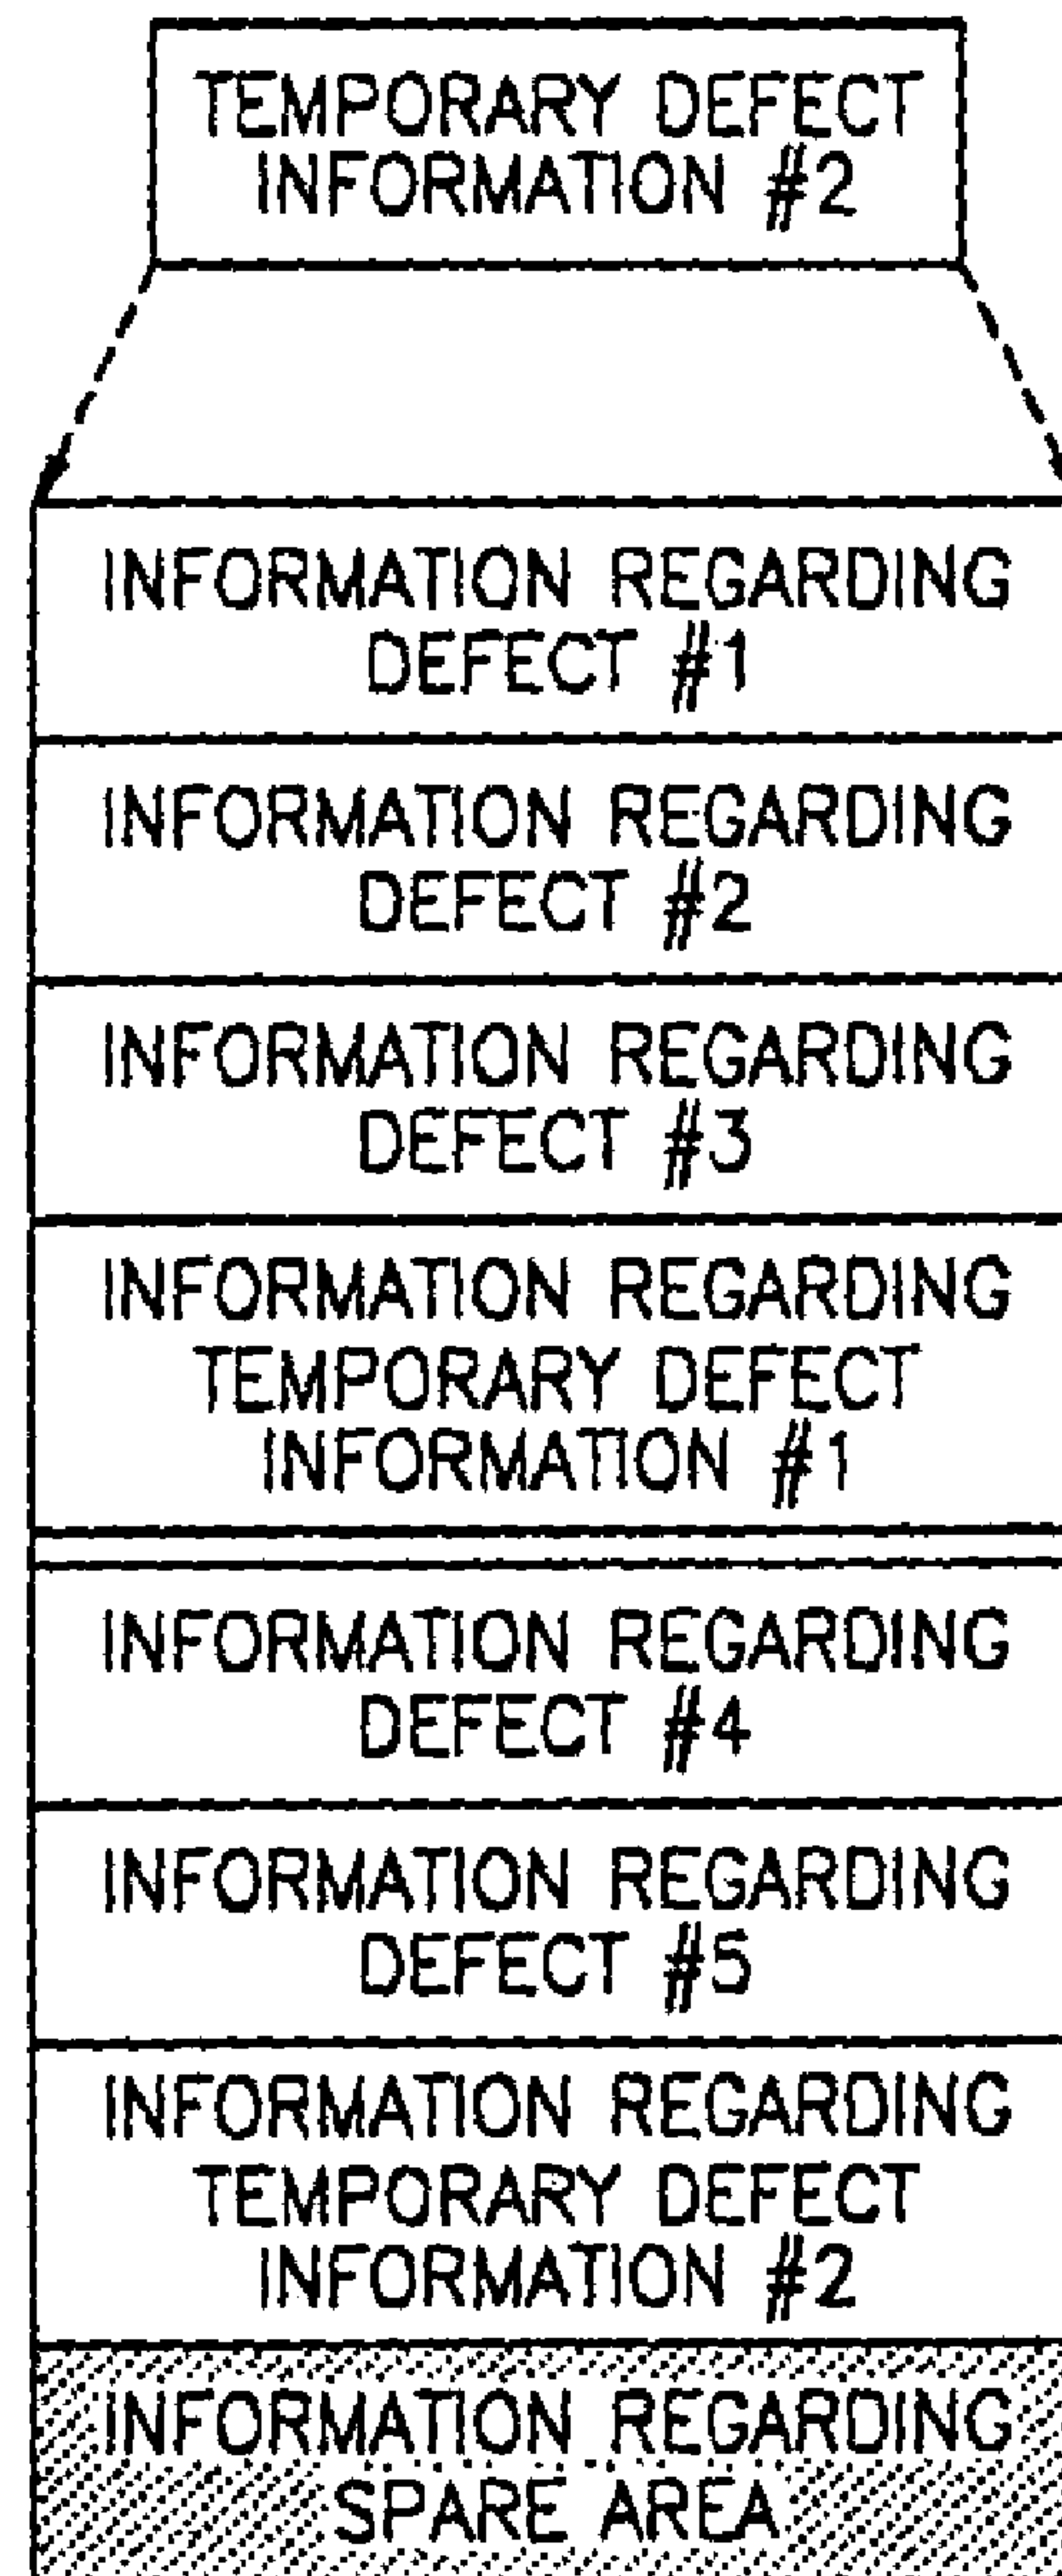 TEMPORARY DEFECT
INFORMATION #2
INFORMATION REGARDING
DEFECT #1
INFORMATION REGARDING
DEFECT #2
INFORMATION REGARDING
DEFECT #3
INFORMATION REGARDING
TEMPORARY DEFECT
INFORMATION #1
INFORMATION REGARDING
DEFECT #4
INFORMATION REGARDING
DEFECT #5
INFORMATION REGARDING
TEMPORARY DEFECT
INFORMATION #2
INFORMATION REGARDING
SPARE AREA